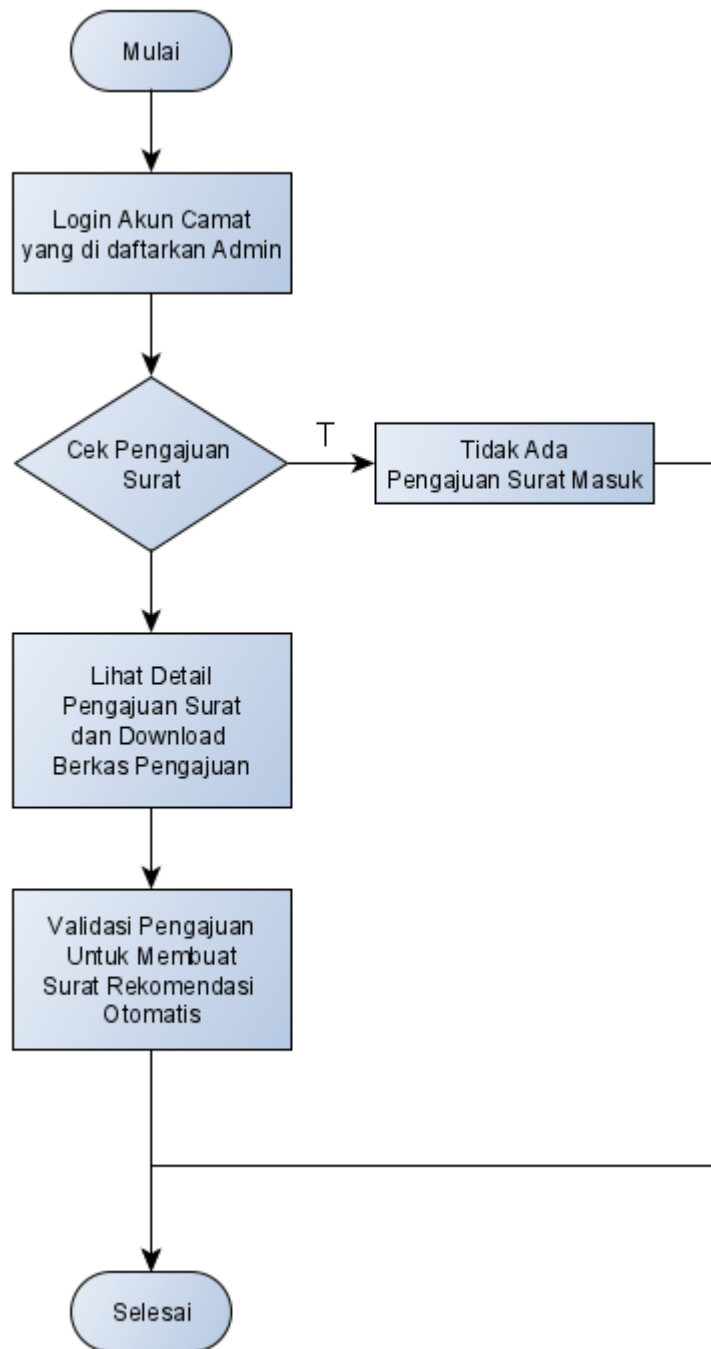 Mulai
Login Akun Camat
yang di daftarkan Admin
Cek Pengajuan
Surat
T
Tidak Ada
Pengajuan Surat Masuk
Lihat Detail
Pengajuan Surat
dan Download
Berkas Pengajuan
Validasi Pengajuan
Untuk Membuat
Surat Rekomendasi
Otomatis
Selesai